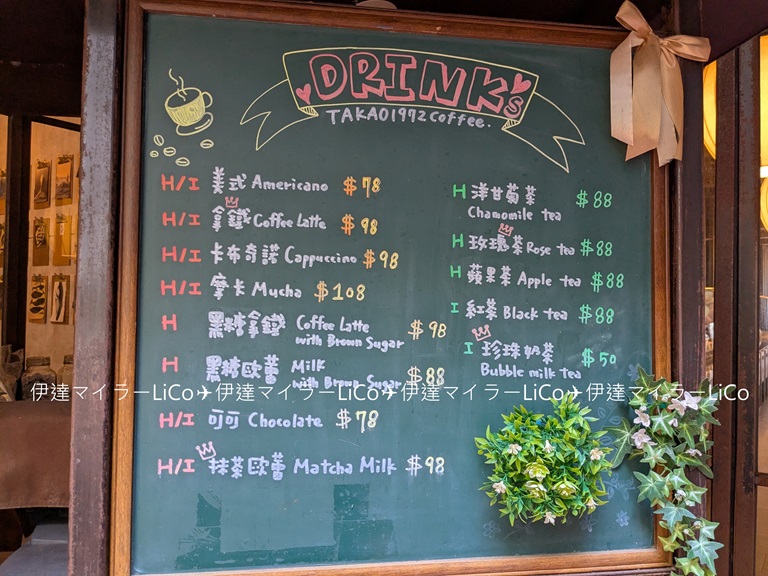 DRINK's
TAKAO1972 Coffee.
H/I 美式 Americano $78
H/I 拿鐵 Coffee Latte $98
H/I 卡布奇諾 Cappuccino $98
H/I 摩卡 Mucha $108
H 黑糖拿鐵 Coffee Latte with Brown Sugar $98
H 黑糖歐蕾 Milk with Brown Sugar $88
H/I 可可 Chocolate $78
H/I 抹茶歐蕾 Matcha Milk $98
H 洋甘菊茶 $88
Chamomile tea
H 玫瑰茶 Rose tea $88
H 蘋果茶 Apple tea $88
I 紅茶 Black tea $88
I 珍珠奶茶 $50
Bubble milk tea
伊達マイラーLiCo✈伊達マイラーLiCo✈伊達マイラーLiCo✈伊達マイラーLiCo